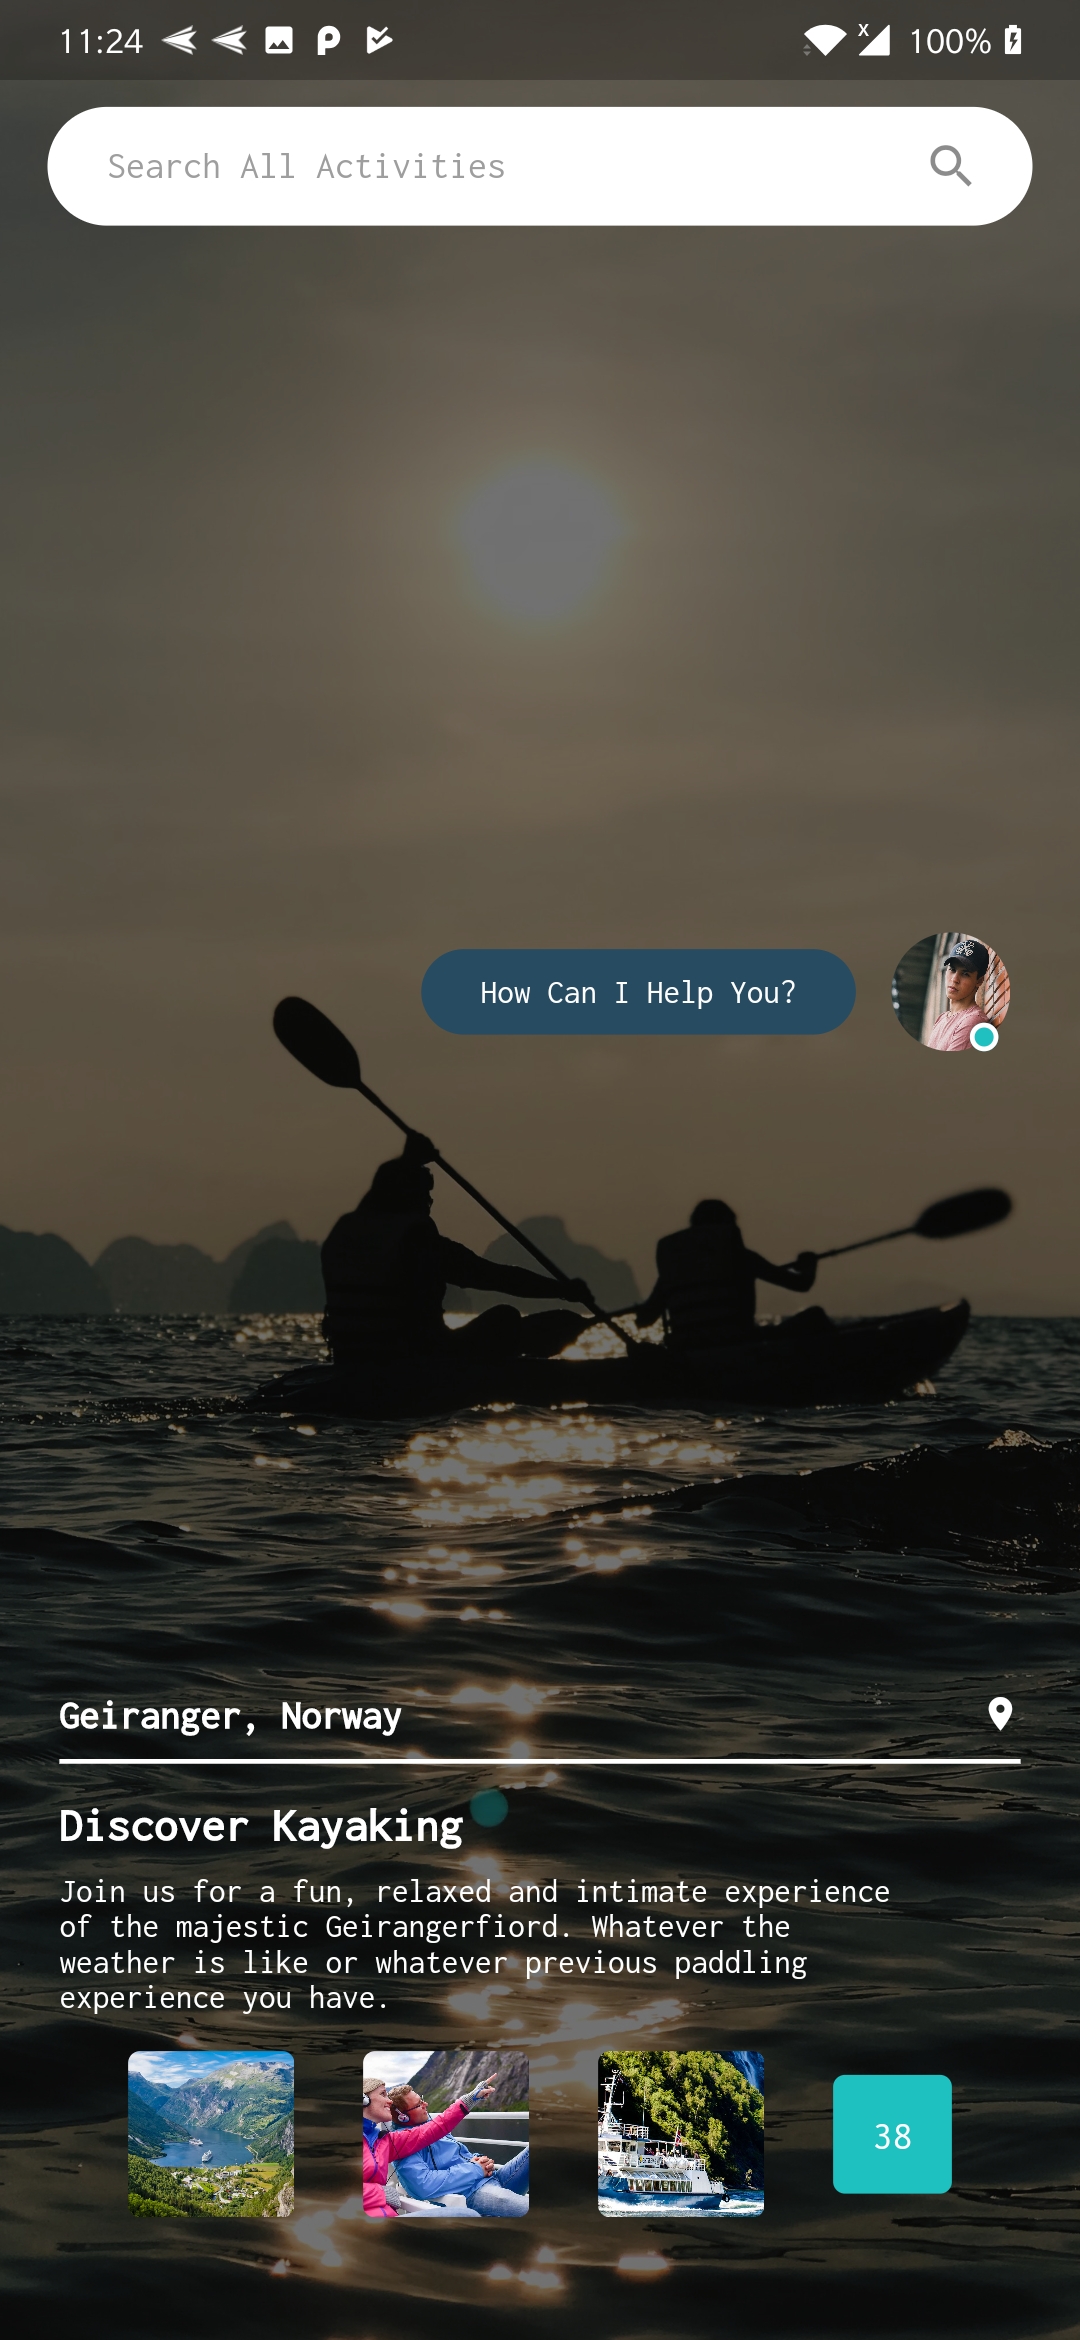 11:24
X
100%
Search All Activities
How Can I Help You?
Geiranger, Norway
Discover Kayaking
Join us for a fun, relaxed and intimate experience
of the majestic Geirangerfiord. Whatever the
weather is like or whatever previous paddling
experience you have.
38